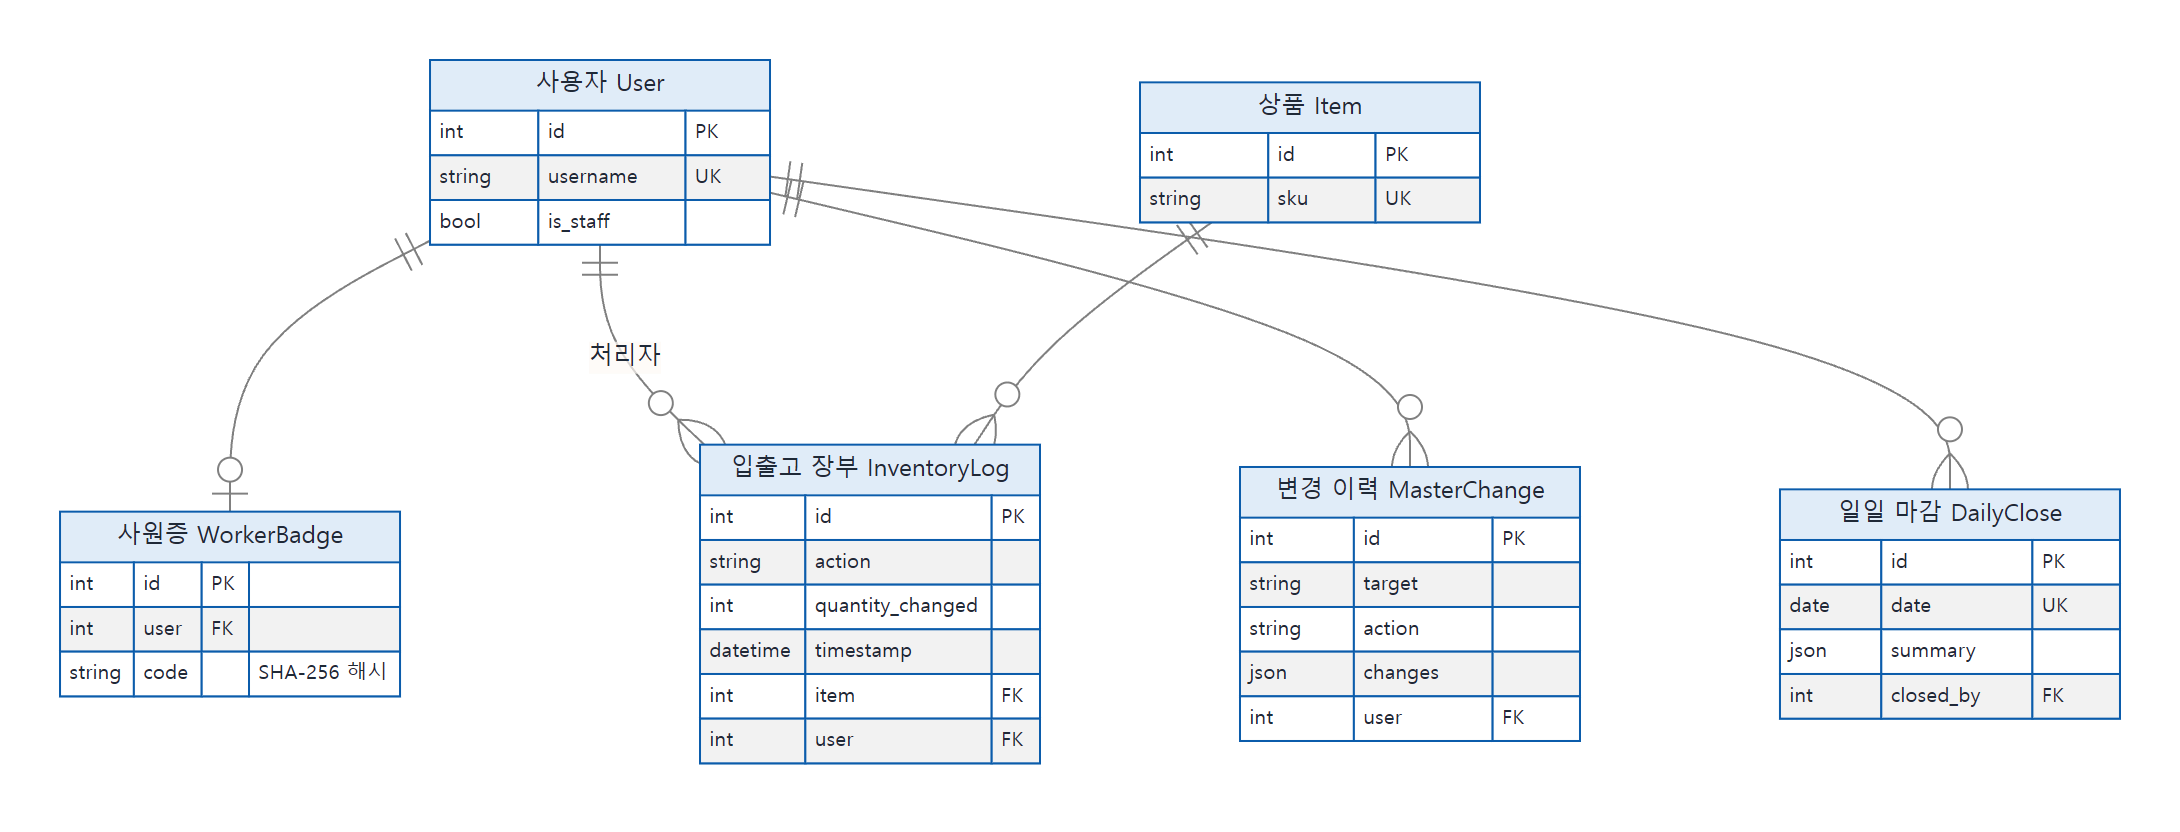 사용자 User
int id PK
string username UK
bool is_staff
상품 Item
int id PK
string sku UK
처리자
사원증 WorkerBadge
int id PK
int user FK
string code SHA-256 해시
입출고 장부 InventoryLog
int id PK
string action
int quantity_changed
datetime timestamp
int item FK
int user FK
변경 이력 MasterChange
int id PK
string target
string action
json changes
int user FK
일일 마감 DailyClose
int id PK
date date UK
json summary
int closed_by FK